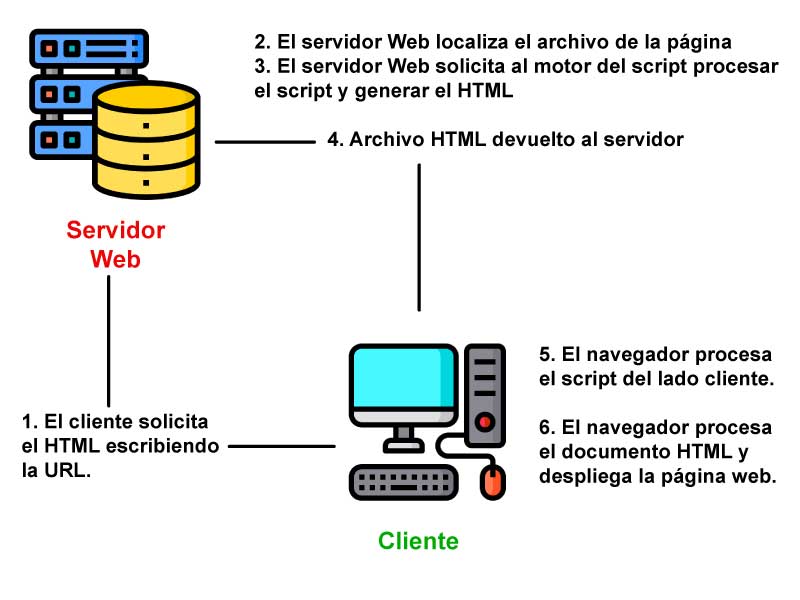 2. El servidor Web localiza el archivo de la página
3. El servidor Web solicita al motor del script procesar
el script y generar el HTML
4. Archivo HTML devuelto al servidor
Servidor
Web
1. El cliente solicita
el HTML escribiendo
la URL.
5. El navegador procesa
el script del lado cliente.
6. El navegador procesa
el documento HTML y
despliega la página web.
Cliente